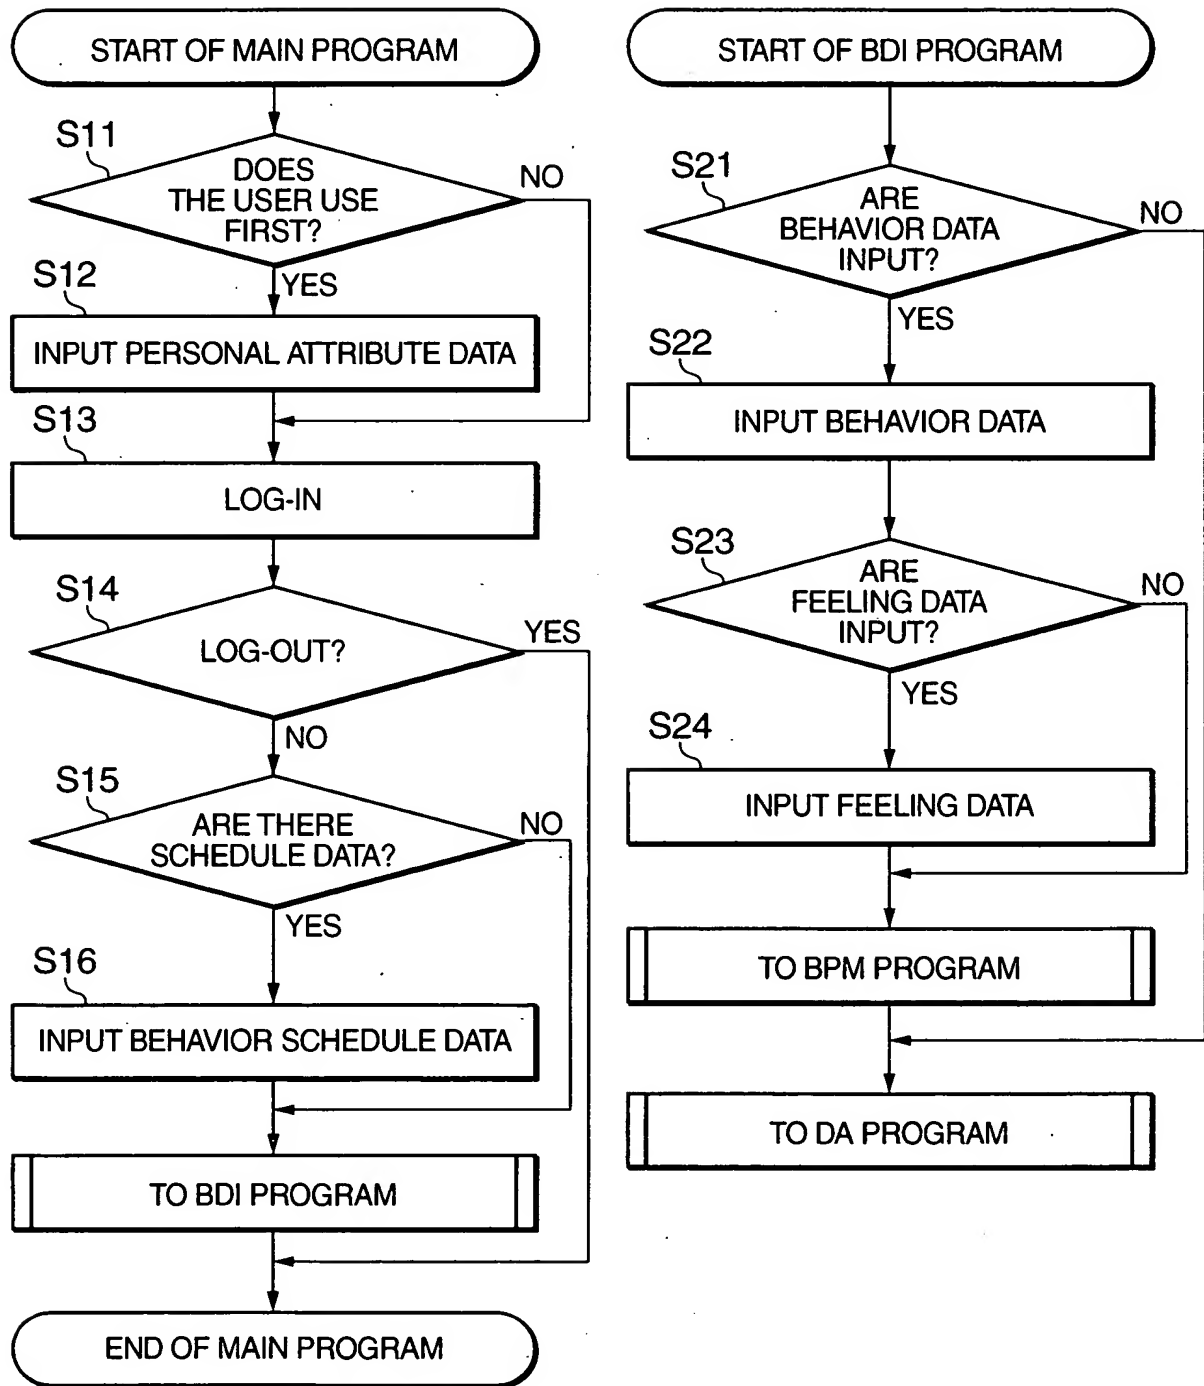 START OF MAIN PROGRAM
S11
DOES
THE USER USE
FIRST?
NO
YES
S12
INPUT PERSONAL ATTRIBUTE DATA
S13
LOG-IN
S14
LOG-OUT?
YES
NO
S15
ARE THERE
SCHEDULE DATA?
NO
YES
S16
INPUT BEHAVIOR SCHEDULE DATA
TO BDI PROGRAM
END OF MAIN PROGRAM
START OF BDI PROGRAM
S21
ARE
BEHAVIOR DATA
INPUT?
NO
YES
S22
INPUT BEHAVIOR DATA
S23
ARE
FEELING DATA
INPUT?
NO
YES
S24
INPUT FEELING DATA
TO BPM PROGRAM
TO DA PROGRAM